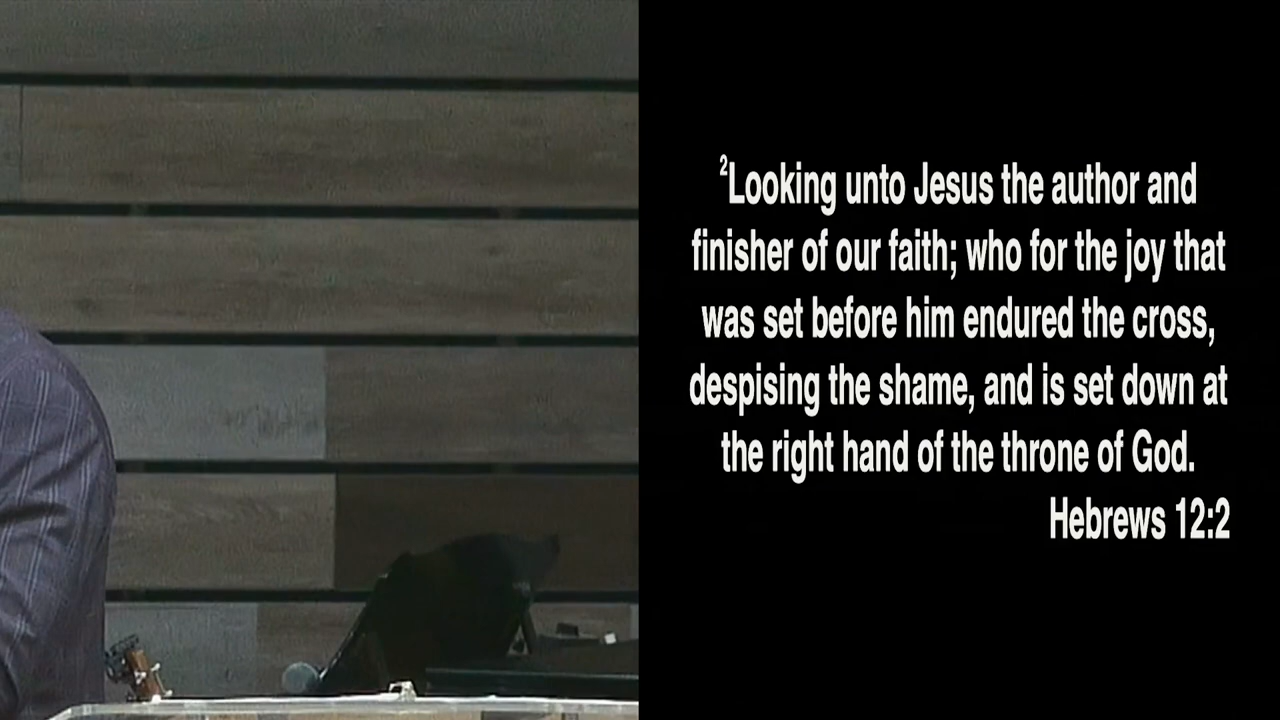 ²Looking unto Jesus the author and
finisher of our faith; who for the joy that
was set before him endured the cross,
despising the shame, and is set down at
the right hand of the throne of God.
Hebrews 12:2